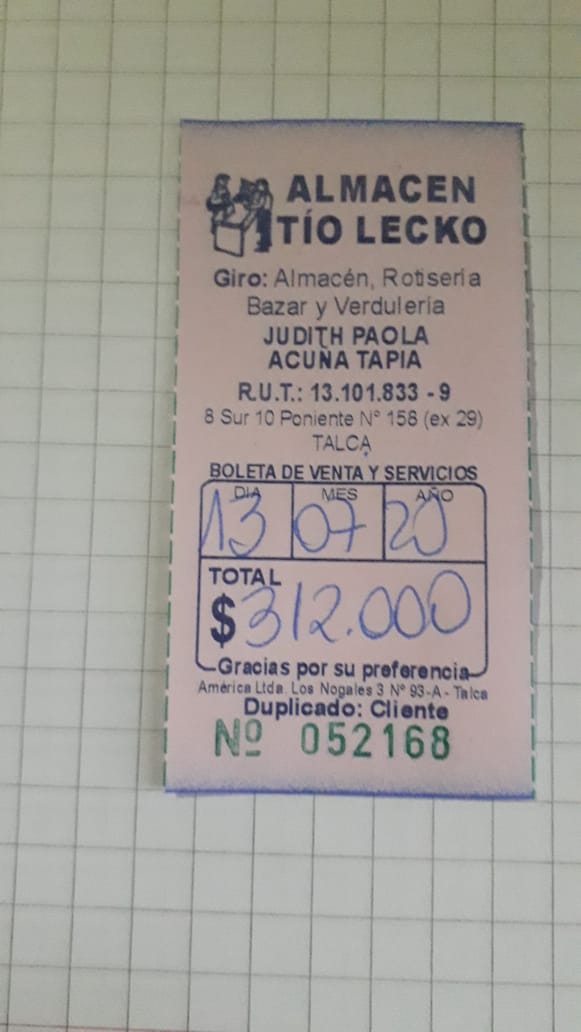 ALMACEN
TÍO LECKO
Giro: Almacén, Rotisería
Bazar y Verdulería
JUDITH PAOLA
ACUÑA TAPIA
R.U.T.: 13.101.833 - 9
8 Sur 10 Poniente N° 158 (ex 29)
TALCA
BOLETA DE VENTA Y SERVICIOS
DIA MES AÑO
13 07 20
TOTAL
$ 312.000
Gracias por su preferencia
América Ltda. Los Nogales 3 N° 93-A - Talca
Duplicado: Cliente
Nº 052168